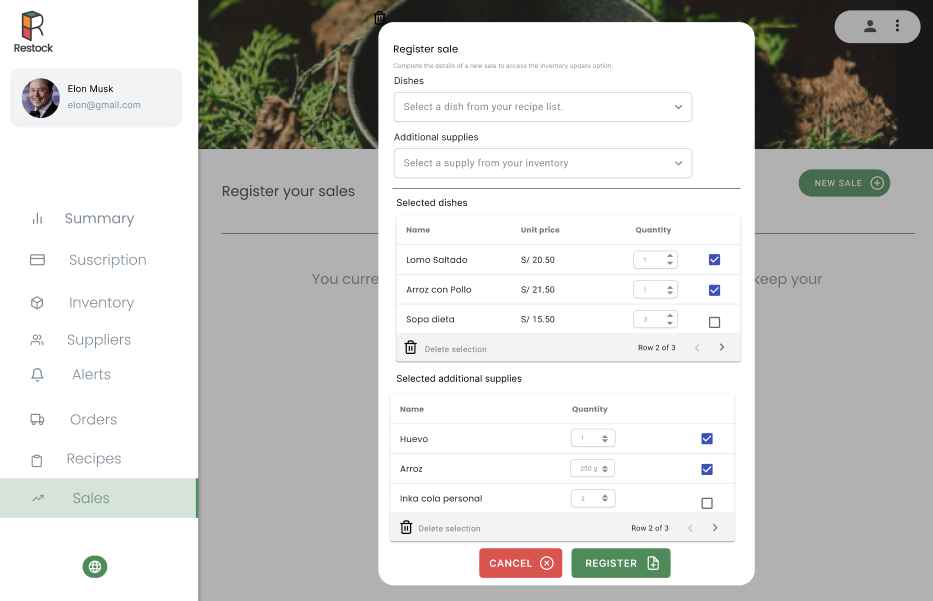 Restock
Elon Musk
elon@gmail.com
Summary
Suscription
Inventory
Suppliers
Alerts
Orders
Recipes
Sales
Register your sales
NEW SALE
You curre
keep your
Register sale
Complete the details of a new sale to access the inventory update option.
Dishes
Select a dish from your recipe list.
Additional supplies
Select a supply from your inventory
Selected dishes
Name Unit price Quantity
Lomo Saltado S/ 20.50 1
Arroz con Pollo S/ 21.50 1
Sopa dieta S/ 15.50 3
Delete selection Row 2 of 3
Selected additional supplies
Name Quantity
Huevo 1
Arroz 250 g
Inka cola personal 3
Delete selection Row 2 of 3
CANCEL REGISTER